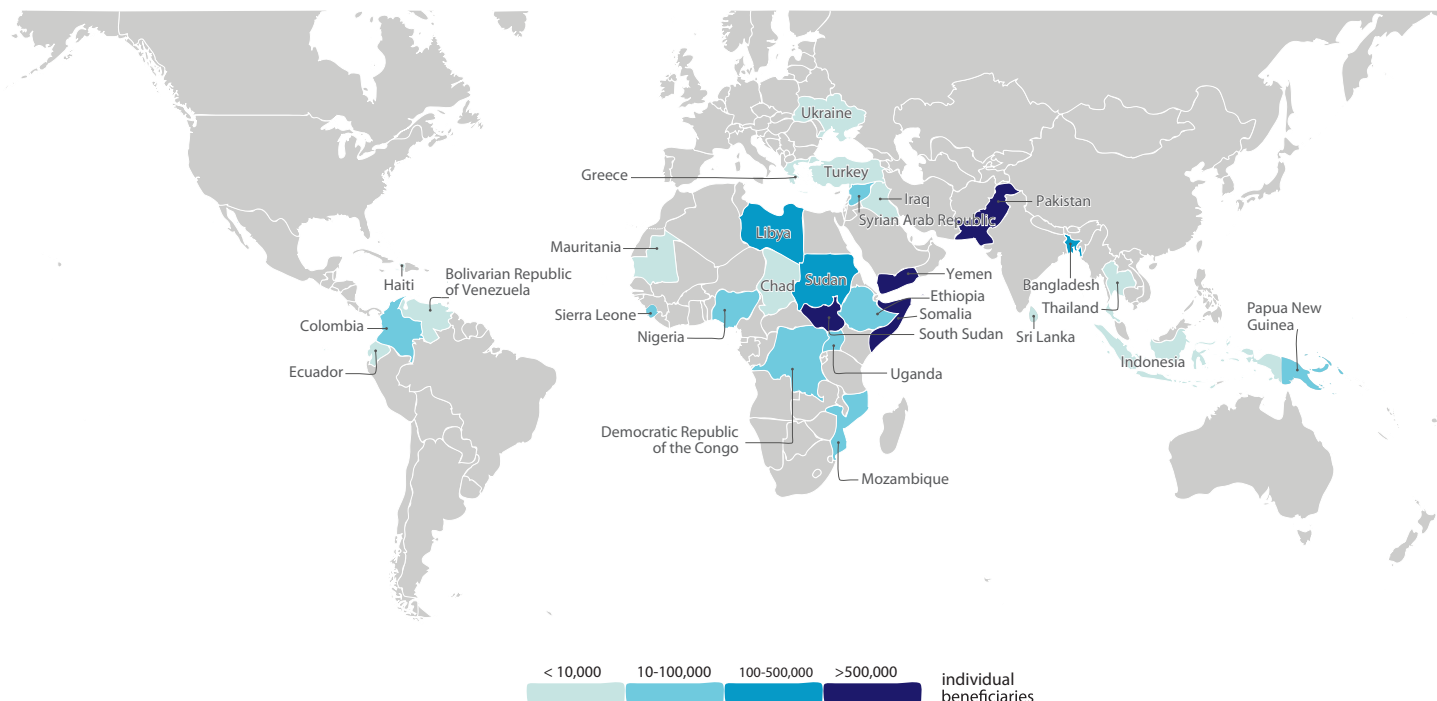 Ukraine
Greece
Turkey
Iraq
Pakistan
Syrian Arab Republic
Libya
Mauritania
Bolivarian Republic
of Venezuela
Haiti
Chad
Sudan
Yemen
Bangladesh
Ethiopia
Thailand
Papua New
Guinea
Colombia
Sierra Leone
Somalia
Nigeria
South Sudan
Sri Lanka
Indonesia
Ecuador
Uganda
Democratic Republic
of the Congo
Mozambique
< 10,000
10-100,000
100-500,000
>500,000
individual
beneficiaries